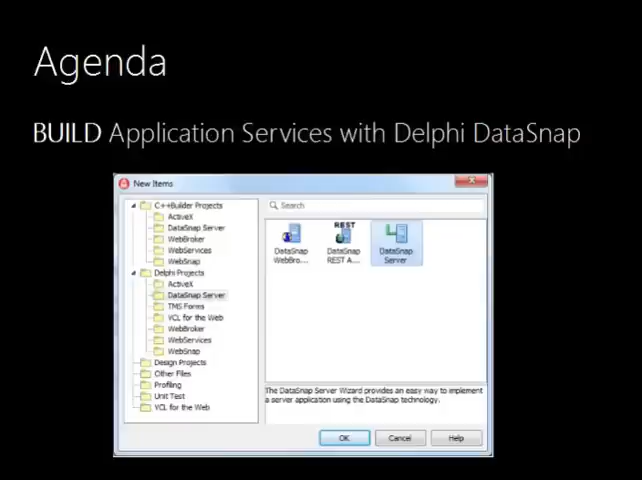 Agenda
BUILD Application Services with Delphi DataSnap
New Items
C++Builder Projects
ActiveX
DataSnap Server
WebBroker
WebServices
WebSnap
Delphi Projects
ActiveX
DataSnap Server
TMS Forms
VCL for the Web
WebBroker
WebServices
WebSnap
Design Projects
Other Files
Profiling
Unit Test
VCL for the Web
Search
REST
DataSnap
WebBro...
DataSnap
REST A...
DataSnap
Server
The DataSnap Server Wizard provides an easy way to implement
a server application using the DataSnap technology.
OK
Cancel
Help